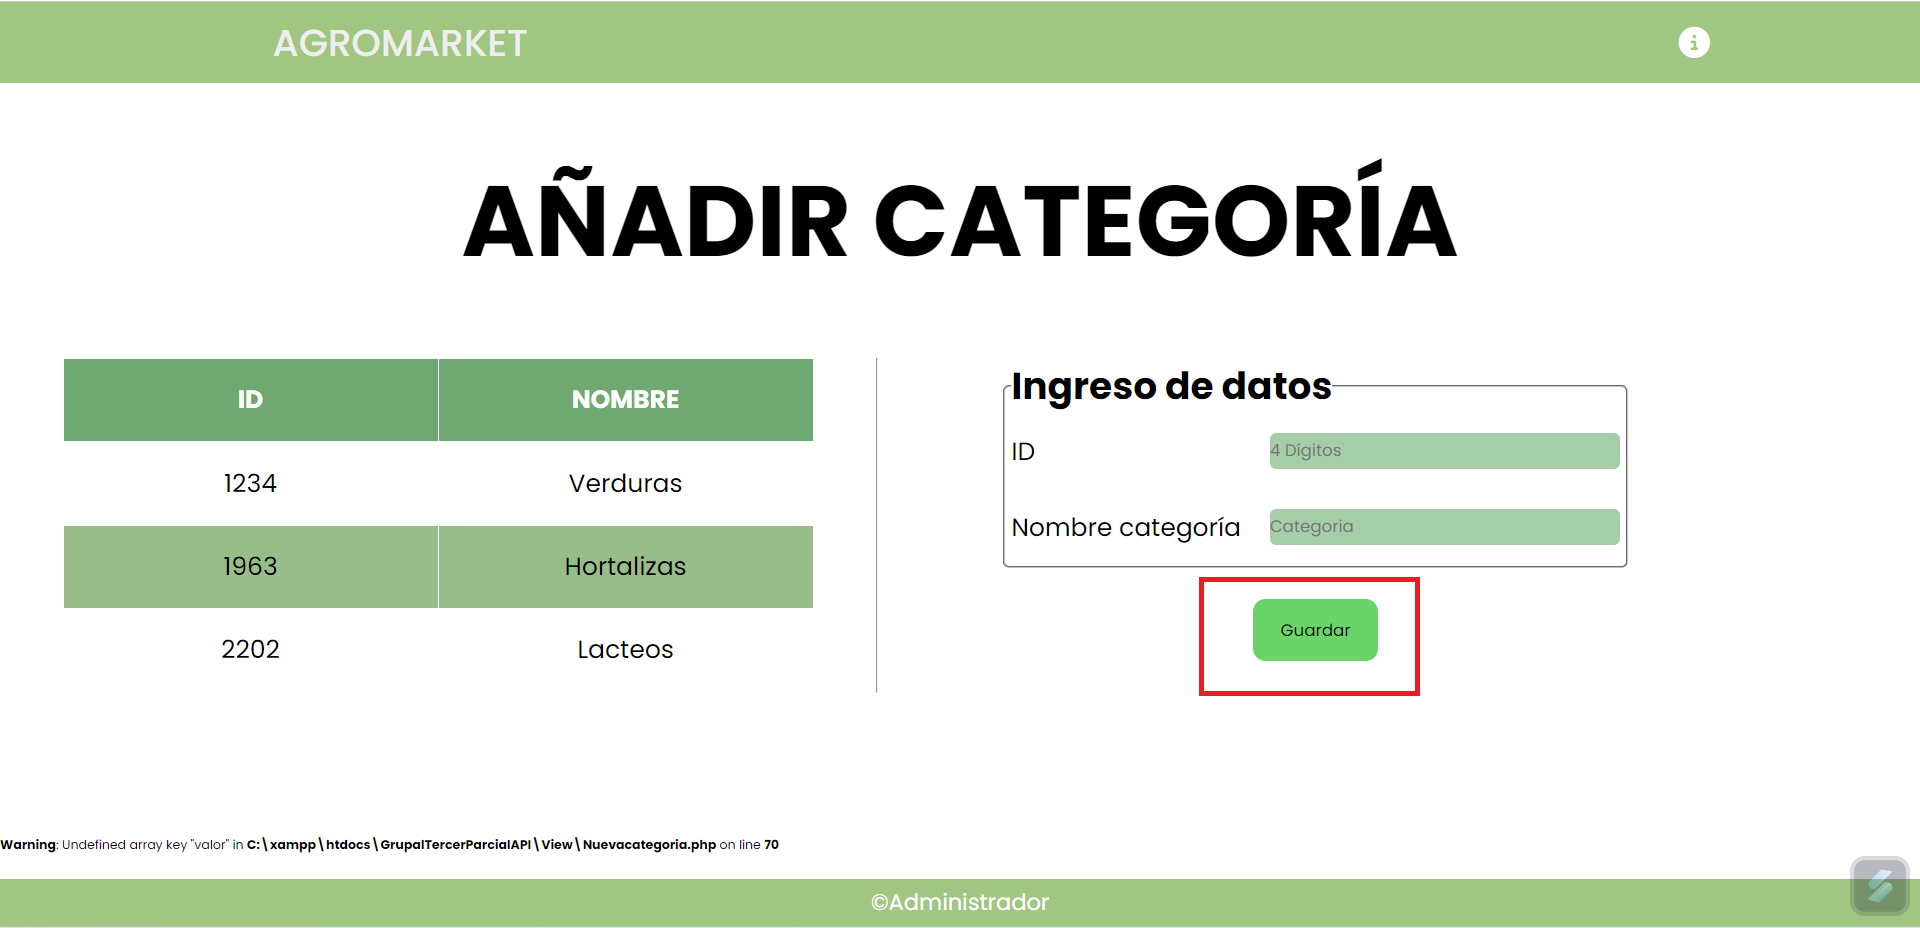 AGROMARKET
AÑADIR CATEGORÍA
ID NOMBRE
1234 Verduras
1963 Hortalizas
2202 Lacteos
Ingreso de datos
ID 4 Dígitos
Nombre categoría Categoria
Guardar
Warning: Undefined array key "valor" in C:\xampp\htdocs\GrupalTercerParcialAPI\View\Nuevacategoria.php on line 70
©Administrador